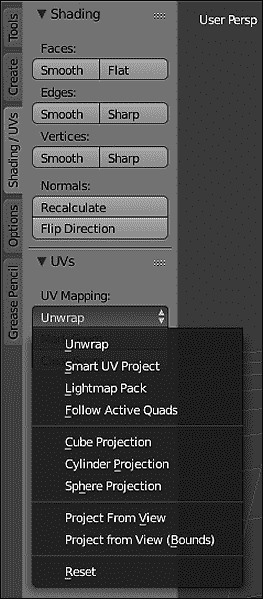 Tools
Create
Shading / UVs
Options
Grease Pencil
Shading
Faces:
Smooth Flat
Edges:
Smooth Sharp
Vertices:
Smooth Sharp
Normals:
Recalculate
Flip Direction
UVs
UV Mapping:
Unwrap
Unwrap
Smart UV Project
Lightmap Pack
Follow Active Quads
Cube Projection
Cylinder Projection
Sphere Projection
Project From View
Project from View (Bounds)
Reset
User Persp